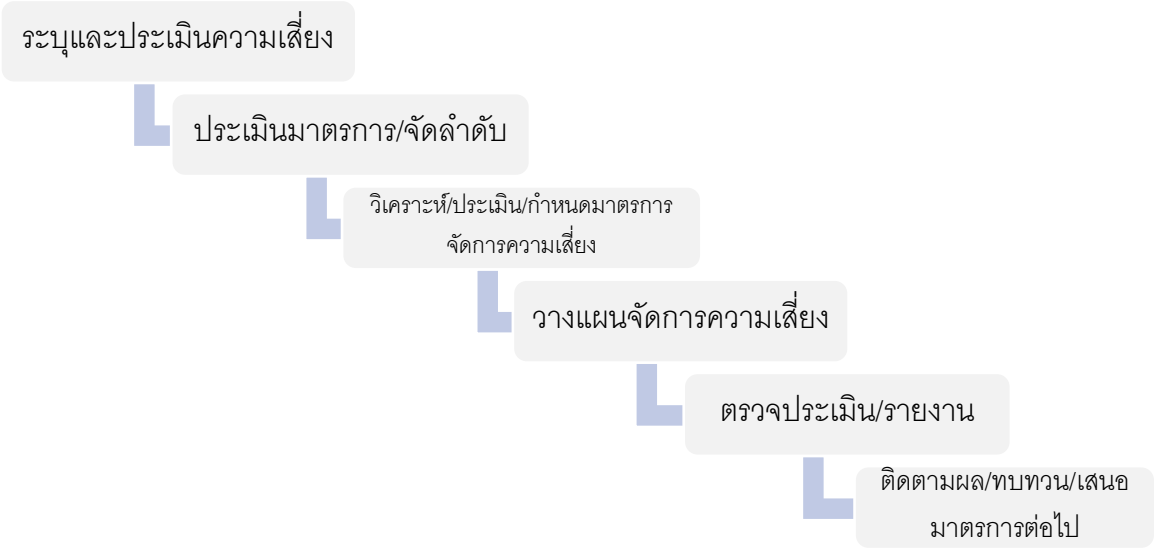 ระบุและประเมินความเสี่ยง
ประเมินมาตรการ/จัดลำดับ
วิเคราะห์/ประเมิน/กำหนดมาตรการ
จัดการความเสี่ยง
วางแผนจัดการความเสี่ยง
ตรวจประเมิน/รายงาน
ติดตามผล/ทบทวน/เสนอ
มาตรการต่อไป